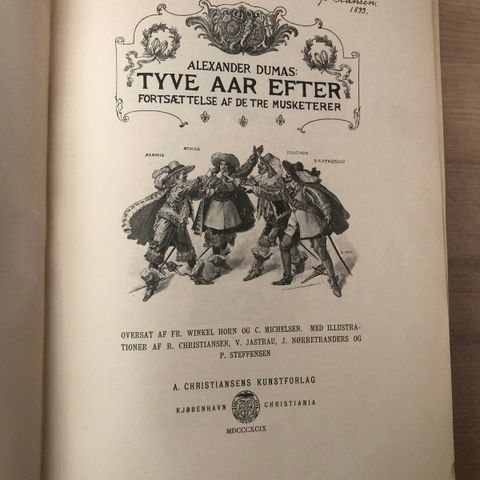 1899.
ALEXANDER DUMAS:
TYVE AAR EFTER
FORTSÆTTELSE AF DE TRE MUSKETERER
ARAMIS ATHOS PORTHOS D'ARTAGNAN
OVERSAT AF FR. WINKEL HORN OG C. MICHELSEN. MED ILLUSTRA-
TIONER AF R. CHRISTIANSEN, V. JASTRAU, J. NØRRETRANDERS OG
P. STEFFENSEN
A. CHRISTIANSENS KUNSTFORLAG
KJØBENHAVN CHRISTIANIA
MDCCCXCIX